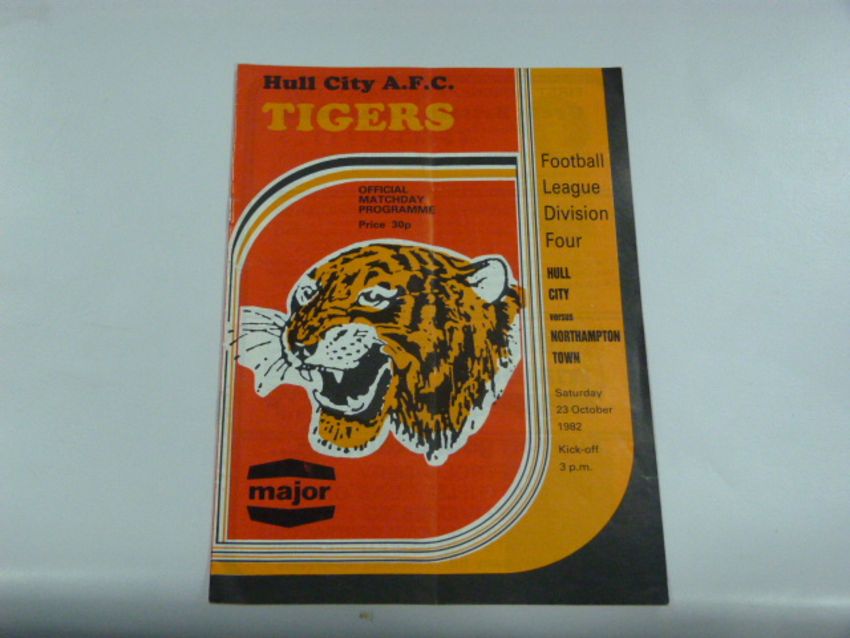 Hull City A.F.C.
TIGERS
OFFICIAL
MATCHDAY
PROGRAMME
Price 30p
major
Football
League
Division
Four
HULL
CITY
versus
NORTHAMPTON
TOWN
Saturday
23 October
1982
Kick-off
3 p.m.